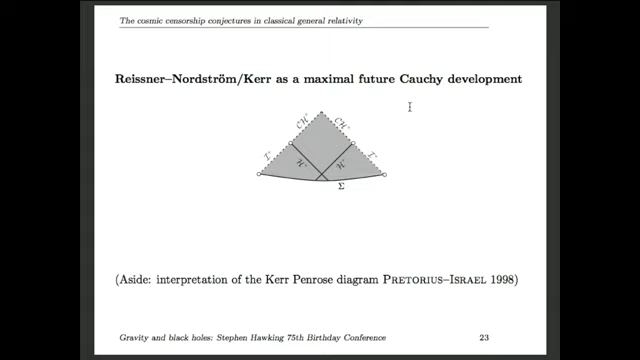 The cosmic censorship conjectures in classical general relativity
Reissner–Nordström/Kerr as a maximal future Cauchy development
CH⁺ CH⁺
I⁺ I⁺
H⁺ H⁺
Σ
(Aside: interpretation of the Kerr Penrose diagram PRETORIUS–ISRAEL 1998)
Gravity and black holes: Stephen Hawking 75th Birthday Conference 23